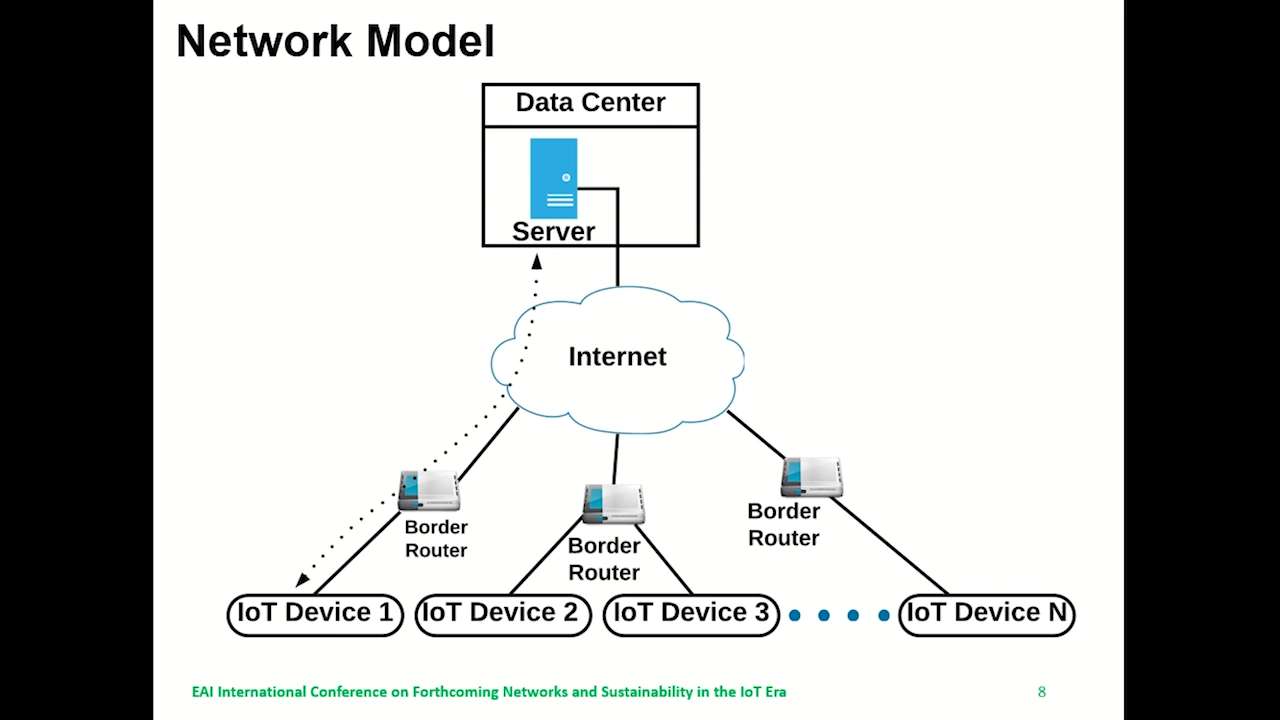 Network Model
Data Center
Server
Internet
Border
Router
Border
Router
Border
Router
IoT Device 1
IoT Device 2
IoT Device 3
IoT Device N
EAI International Conference on Forthcoming Networks and Sustainability in the IoT Era
8